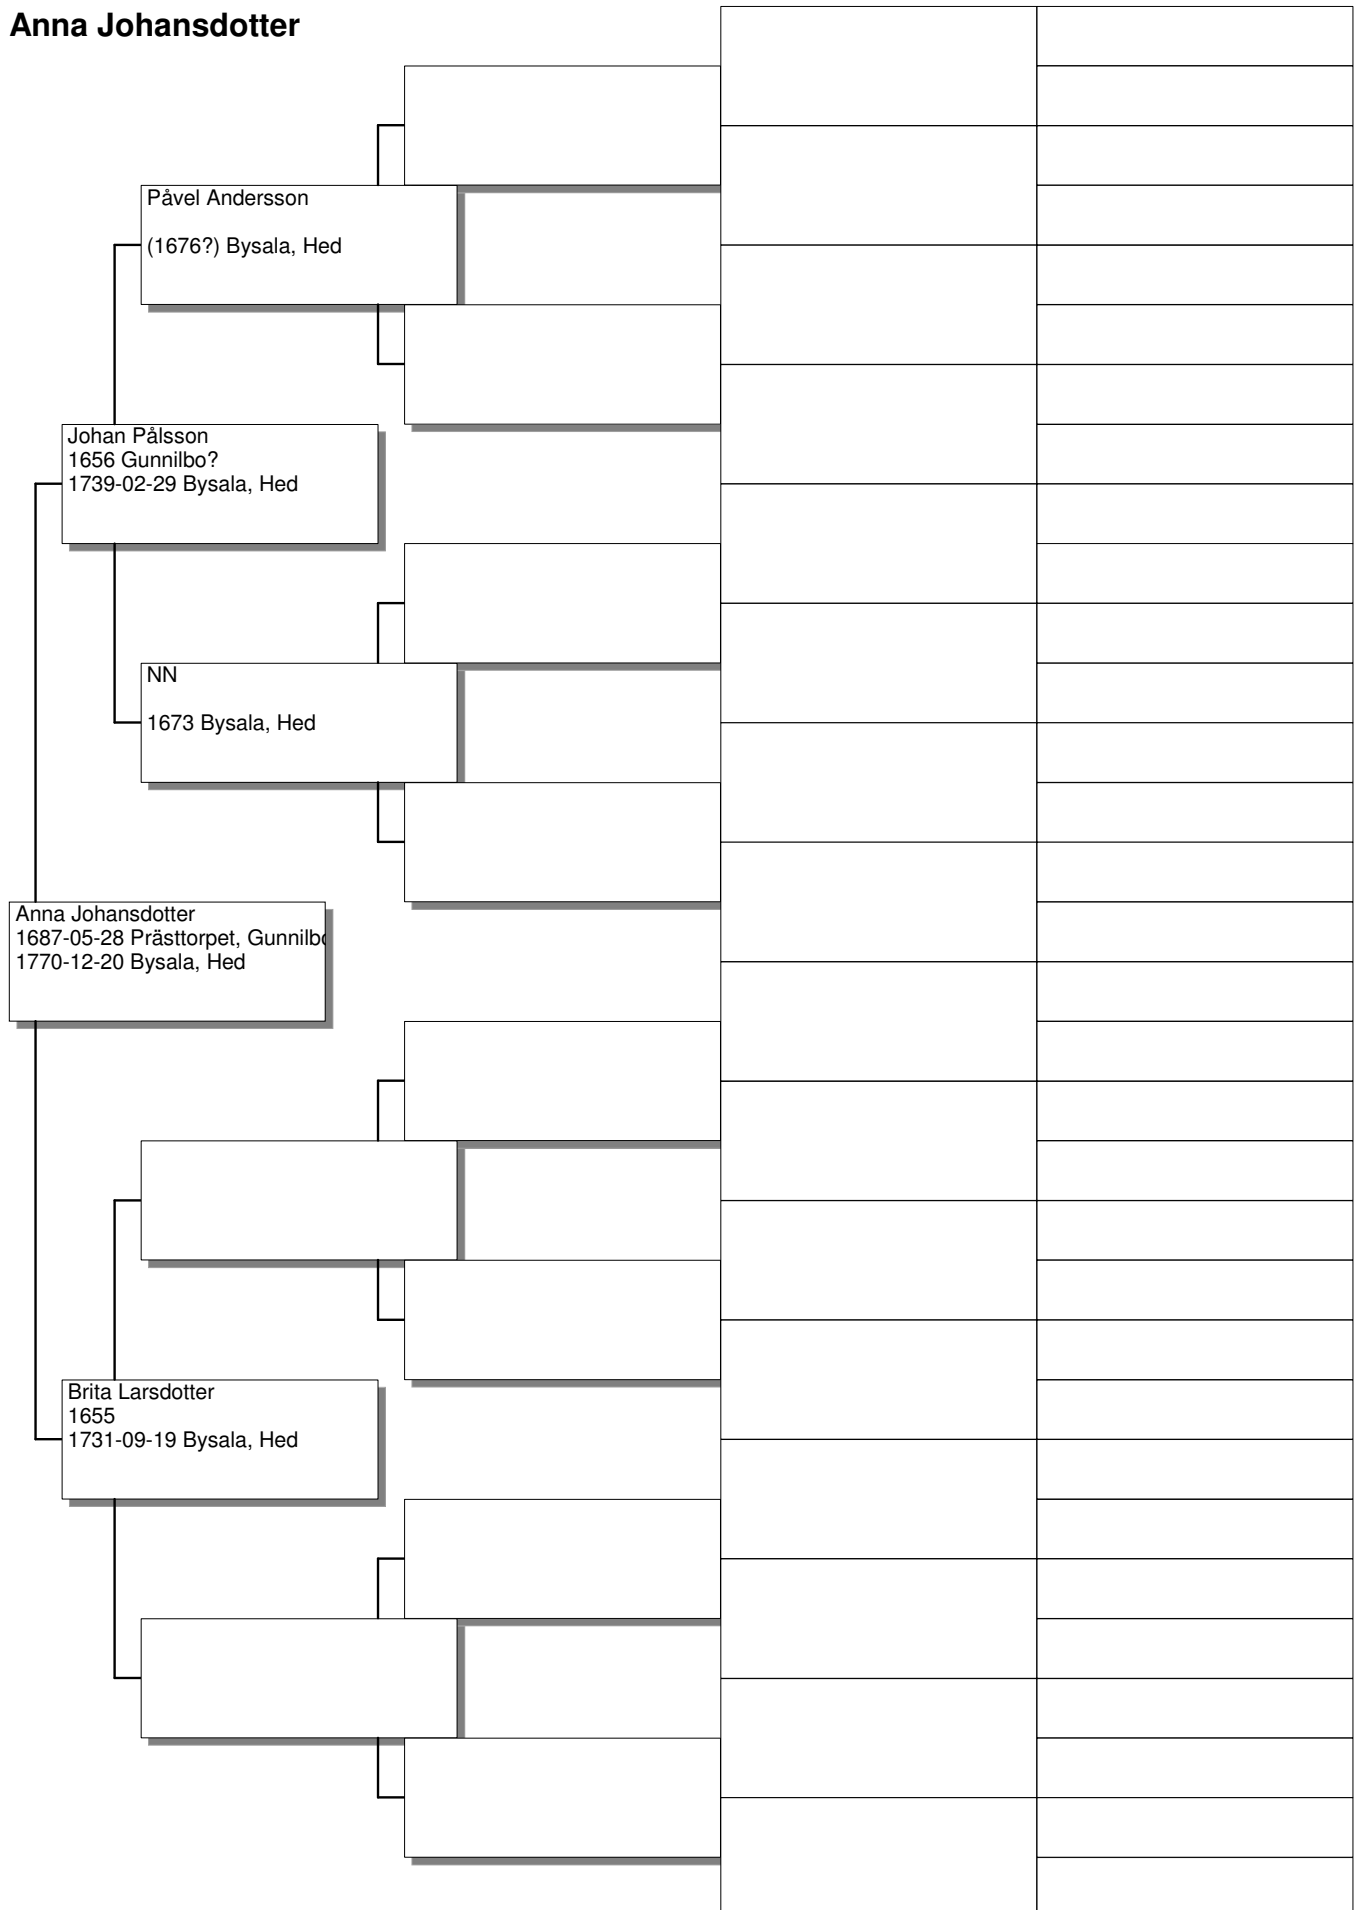 Anna Johansdotter
Påvel Andersson
(1676?) Bysala, Hed
Johan Pålsson
1656 Gunnilbo?
1739-02-29 Bysala, Hed
NN
1673 Bysala, Hed
Anna Johansdotter
1687-05-28 Prästtorpet, Gunnilbo
1770-12-20 Bysala, Hed
Brita Larsdotter
1655
1731-09-19 Bysala, Hed